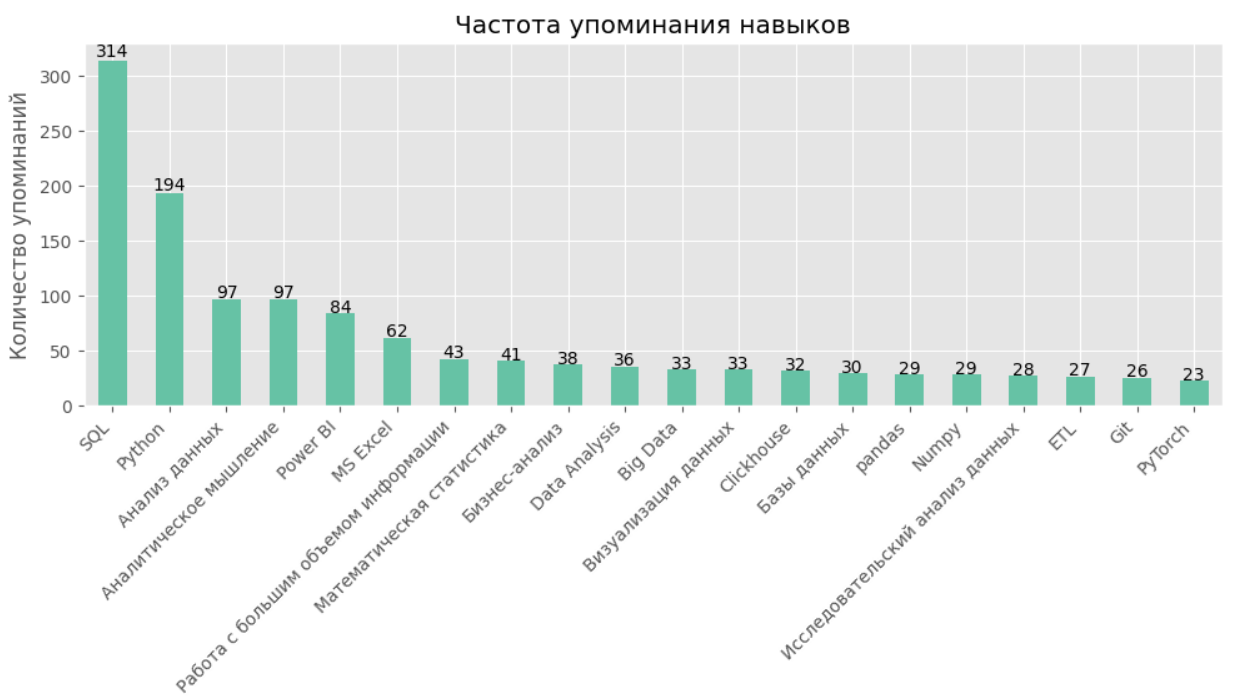 Частота упоминания навыков
Количество упоминаний
300
250
200
150
100
50
0
314
194
97
97
84
62
43
41
38
36
33
33
32
30
29
29
28
27
26
23
SQL
Python
Анализ данных
Аналитическое мышление
Power BI
MS Excel
Работа с большим объемом информации
Математическая статистика
Бизнес-анализ
Data Analysis
Big Data
Визуализация данных
Clickhouse
Базы данных
pandas
Numpy
Исследовательский анализ данных
ETL
Git
PyTorch